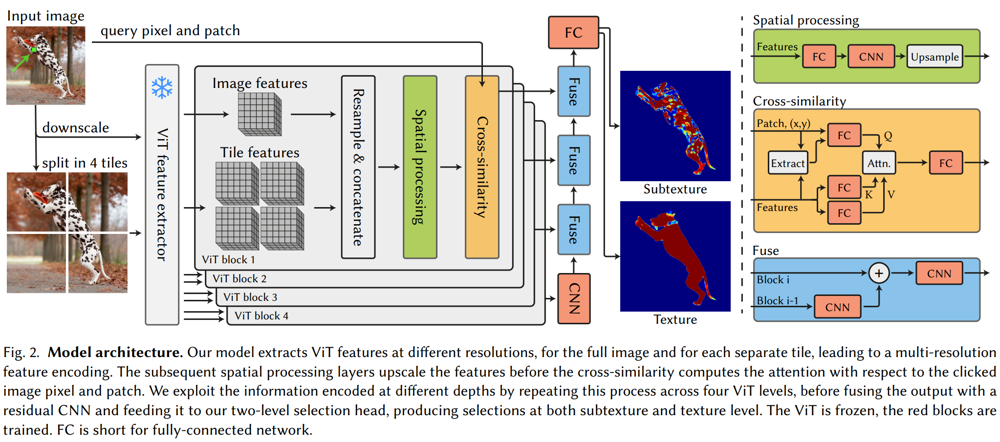 Input image
query pixel and patch
downscale
split in 4 tiles
ViT feature extractor
Image features
Tile features
Resample & concatenate
Spatial processing
Cross-similarity
ViT block 1
ViT block 2
ViT block 3
ViT block 4
FC
Fuse
Fuse
Fuse
CNN
Subtexture
Texture
Spatial processing
Features
FC
CNN
Upsample
Cross-similarity
Patch, (x,y)
FC
Q
Extract
Attn.
FC
FC
K
V
Features
FC
Fuse
Block i
+
CNN
Block i-1
CNN
Fig. 2. Model architecture. Our model extracts ViT features at different resolutions, for the full image and for each separate tile, leading to a multi-resolution
feature encoding. The subsequent spatial processing layers upscale the features before the cross-similarity computes the attention with respect to the clicked
image pixel and patch. We exploit the information encoded at different depths by repeating this process across four ViT levels, before fusing the output with a
residual CNN and feeding it to our two-level selection head, producing selections at both subtexture and texture level. The ViT is frozen, the red blocks are
trained. FC is short for fully-connected network.